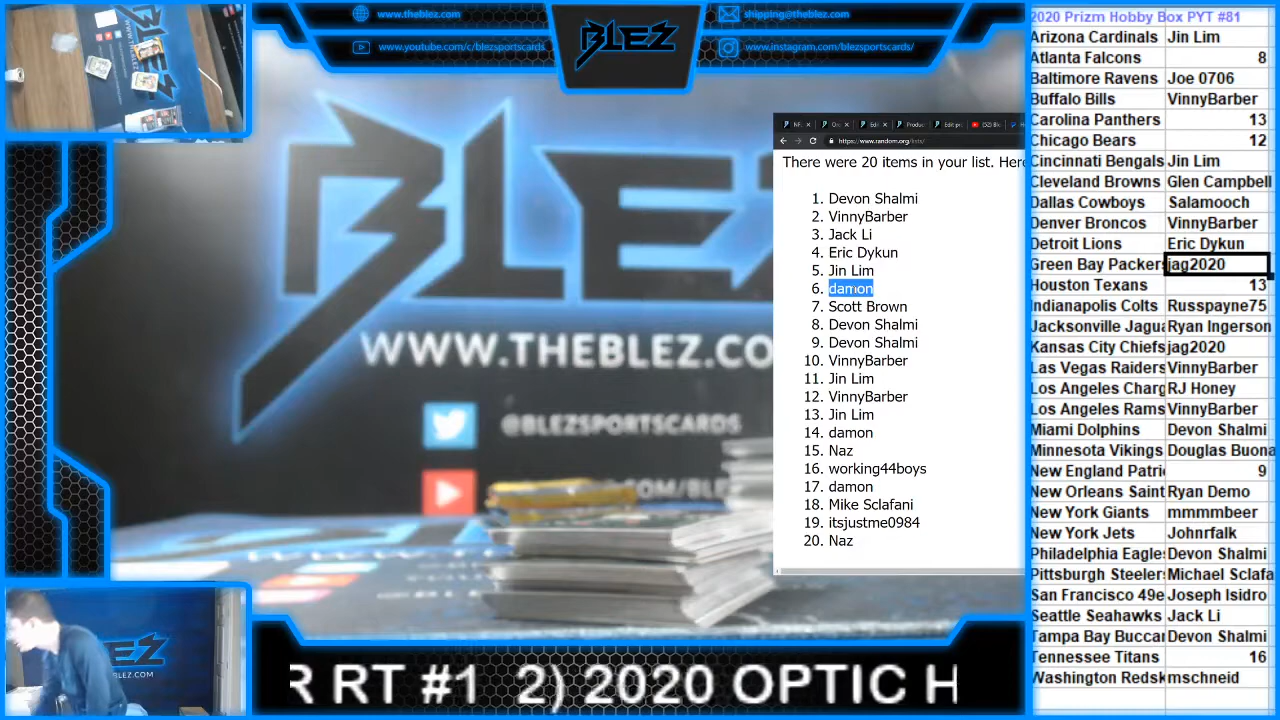 www.theblez.com
www.youtube.com/c/blezsportscards
BLEZ
shipping@theblez.com
www.instagram.com/blezsportscards/
BLEZ
WWW.THEBLEZ.CO
@BLEZSPORTSCARDS
https://www.random.org/lists/
There were 20 items in your list. Here
1. Devon Shalmi
2. VinnyBarber
3. Jack Li
4. Eric Dykun
5. Jin Lim
6. damon
7. Scott Brown
8. Devon Shalmi
9. Devon Shalmi
10. VinnyBarber
11. Jin Lim
12. VinnyBarber
13. Jin Lim
14. damon
15. Naz
16. working44boys
17. damon
18. Mike Sclafani
19. itsjustme0984
20. Naz
2020 Prizm Hobby Box PYT #81
Arizona Cardinals Jin Lim
Atlanta Falcons 8
Baltimore Ravens Joe 0706
Buffalo Bills VinnyBarber
Carolina Panthers 13
Chicago Bears 12
Cincinnati Bengals Jin Lim
Cleveland Browns Glen Campbell
Dallas Cowboys Salamooch
Denver Broncos VinnyBarber
Detroit Lions Eric Dykun
Green Bay Packers jag2020
Houston Texans 13
Indianapolis Colts Russpayne75
Jacksonville Jagua Ryan Ingerson
Kansas City Chiefs jag2020
Las Vegas Raiders VinnyBarber
Los Angeles Charg RJ Honey
Los Angeles Rams VinnyBarber
Miami Dolphins Devon Shalmi
Minnesota Vikings Douglas Buona
New England Patri 9
New Orleans Saint Ryan Demo
New York Giants mmmmbeer
New York Jets Johnrfalk
Philadelphia Eagles Devon Shalmi
Pittsburgh Steelers Michael Sclafa
San Francisco 49e Joseph Isidro
Seattle Seahawks Jack Li
Tampa Bay Buccan Devon Shalmi
Tennessee Titans 16
Washington Redsk mschneid
R RT #1 2) 2020 OPTIC H